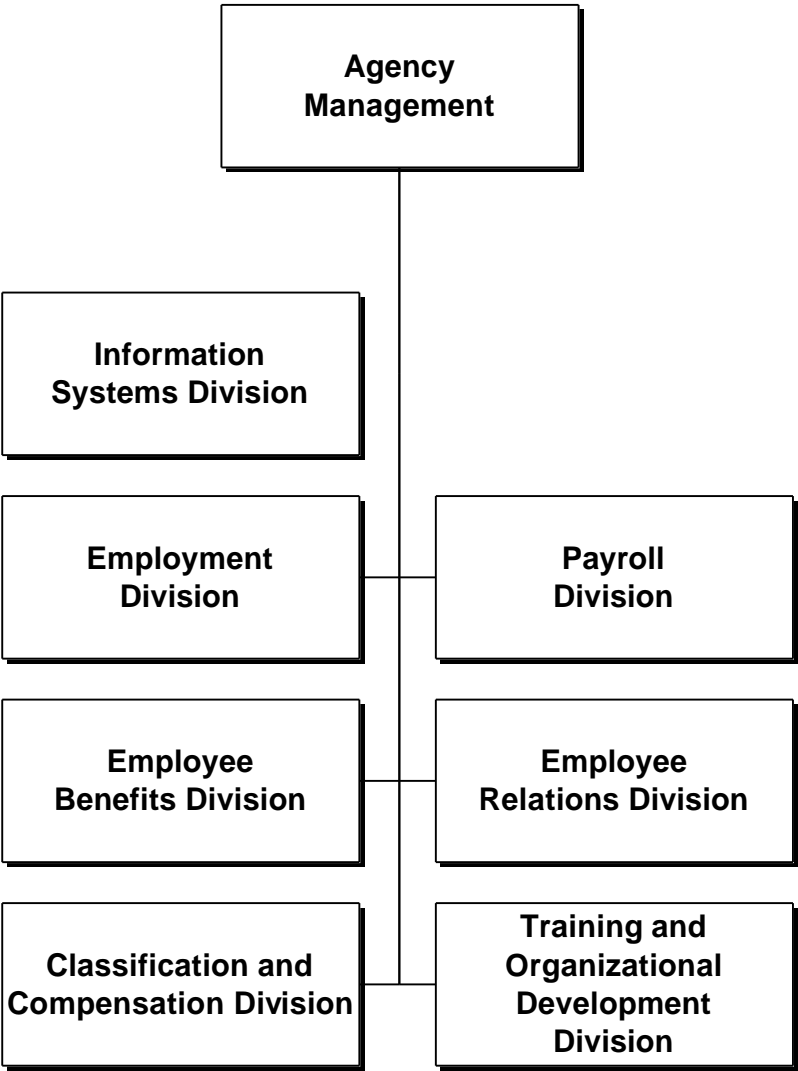 Agency
Management
Information
Systems Division
Employment
Division
Payroll
Division
Employee
Benefits Division
Employee
Relations Division
Classification and
Compensation Division
Training and
Organizational
Development
Division